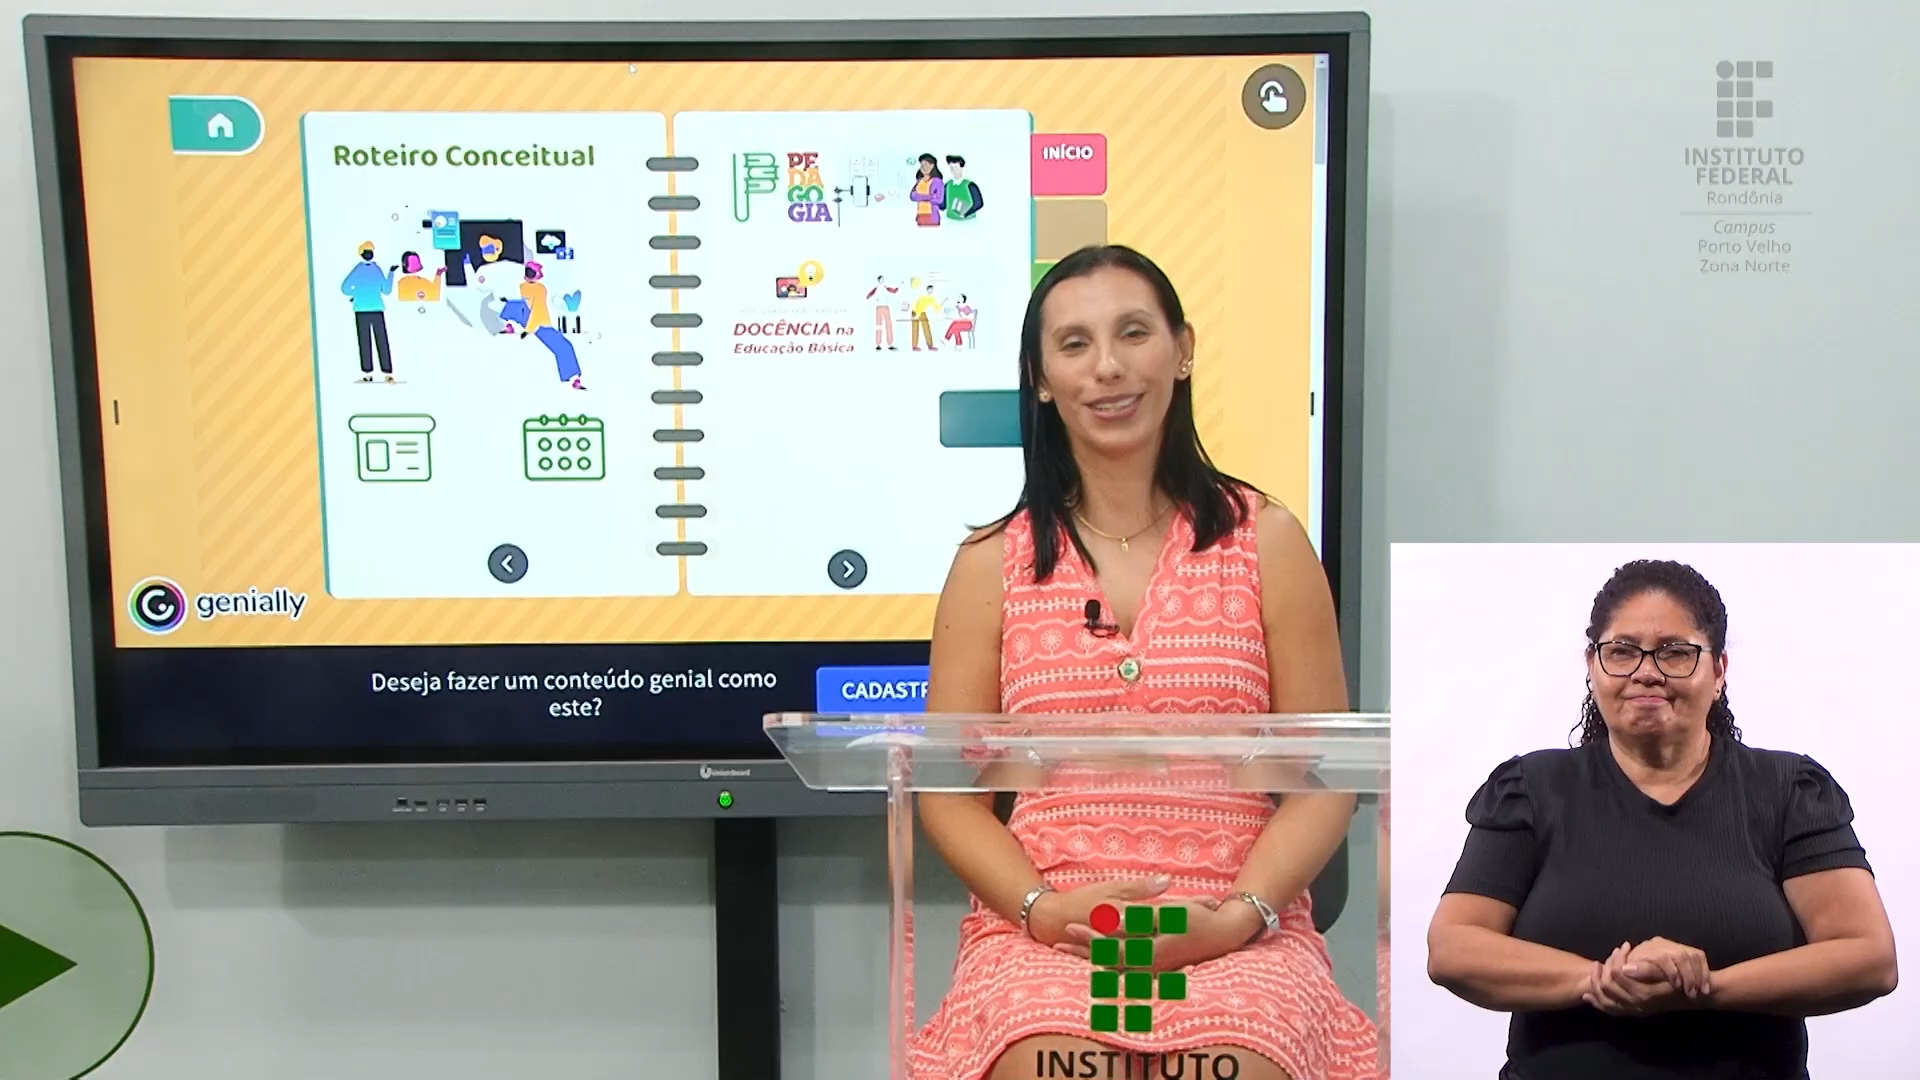 Roteiro Conceitual
PE
DA
GO
GIA
INÍCIO
DOCÊNCIA na
Educação Básica
genially
Deseja fazer um conteúdo genial como
este?
CADASTR
INSTITUTO
FEDERAL
Rondônia
Campus
Porto Velho
Zona Norte
INSTITUTO